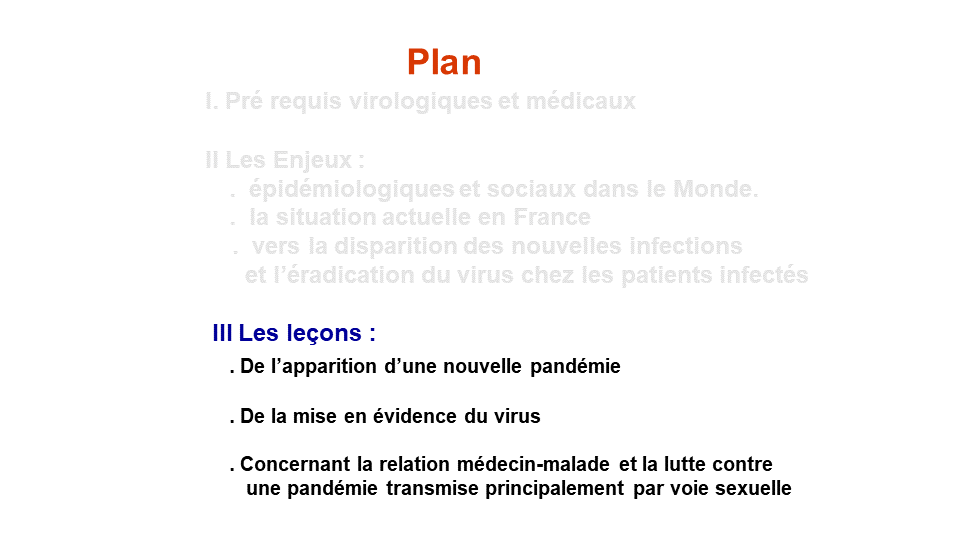 Plan
I. Pré requis virologiques et médicaux
II Les Enjeux :
. épidémiologiques et sociaux dans le Monde.
. la situation actuelle en France
. vers la disparition des nouvelles infections
et l’éradication du virus chez les patients infectés
III Les leçons :
. De l’apparition d’une nouvelle pandémie
. De la mise en évidence du virus
. Concernant la relation médecin-malade et la lutte contre
une pandémie transmise principalement par voie sexuelle